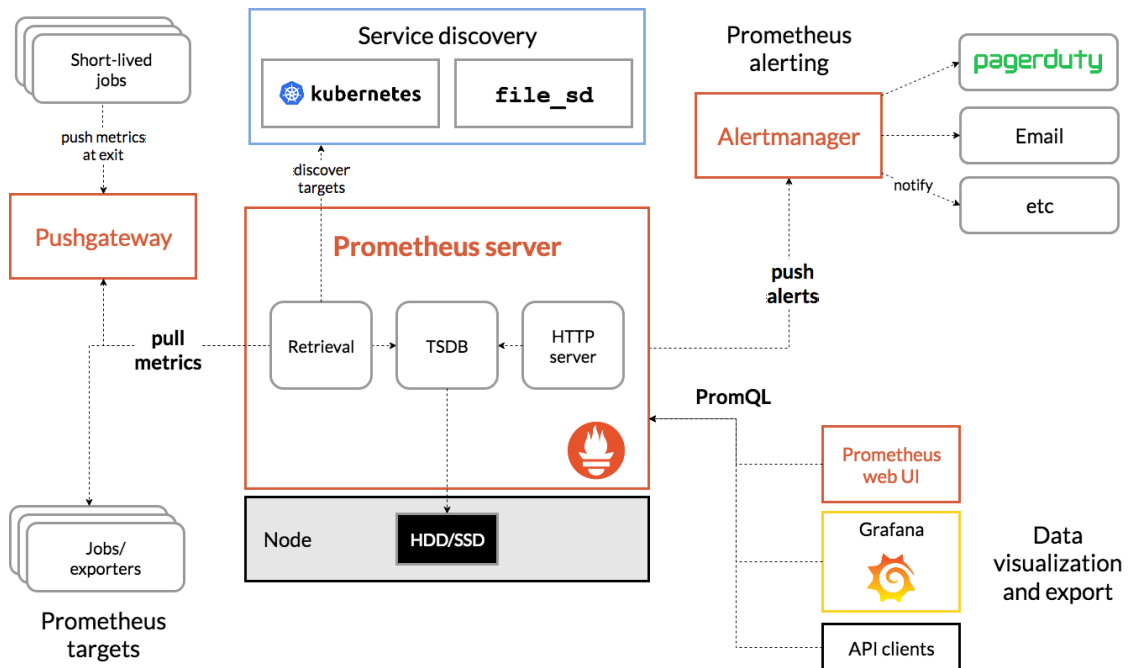 Short-lived
jobs
push metrics
at exit
Pushgateway
pull
metrics
Jobs/
exporters
Prometheus
targets
Service discovery
kubernetes
file_sd
discover
targets
Prometheus server
Retrieval
TSDB
HTTP
server
Node
HDD/SSD
Prometheus
alerting
Alertmanager
pagerduty
Email
notify
etc
push
alerts
PromQL
Prometheus
web UI
Grafana
API clients
Data
visualization
and export